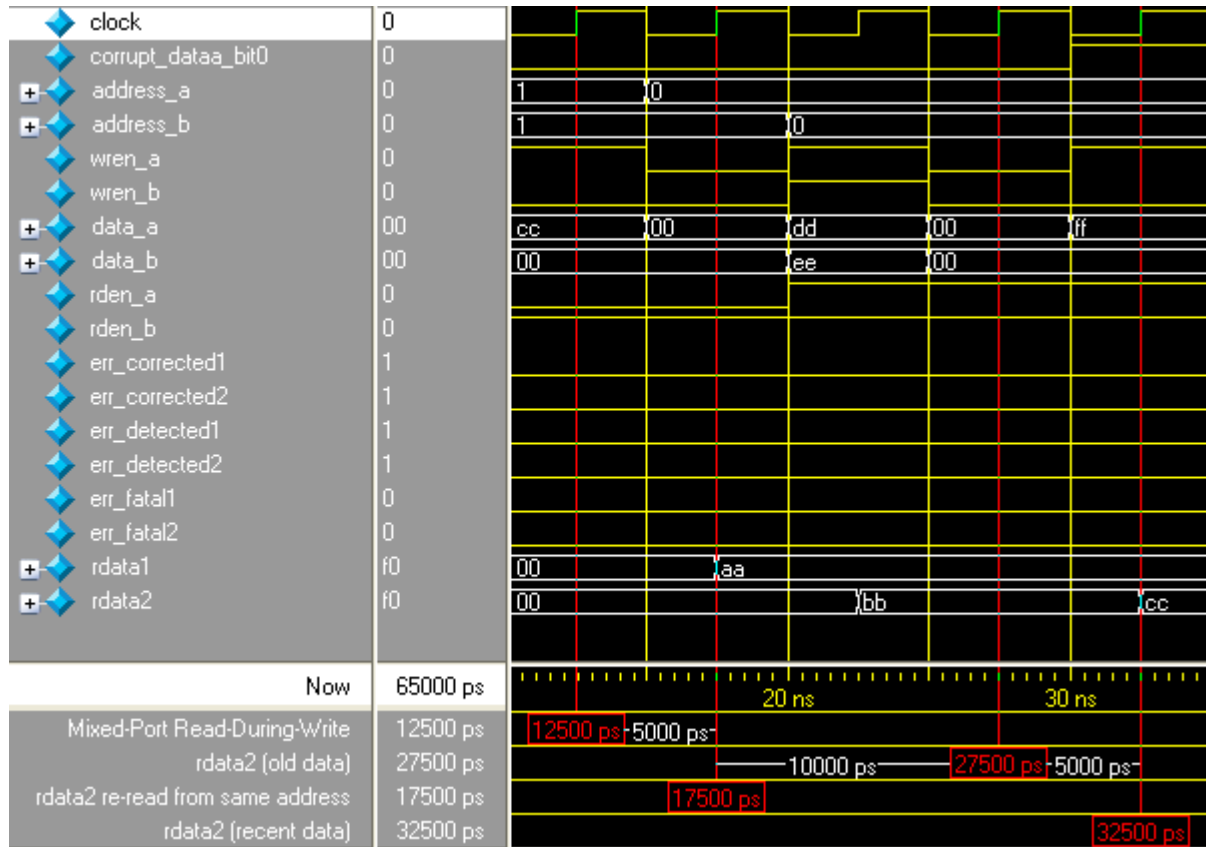 clock 0
corrupt_dataa_bit0 0
address_a 0 1 0
address_b 0 1 0
wren_a 0
wren_b 0
data_a 00 cc 00 dd 00 ff
data_b 00 00 ee 00
rden_a 0
rden_b 0
err_corrected1 1
err_corrected2 1
err_detected1 1
err_detected2 1
err_fatal1 0
err_fatal2 0
rdata1 f0 00 aa
rdata2 f0 00 bb cc
Now 65000 ps 20 ns 30 ns
Mixed-Port Read-During-Write 12500 ps 12500 ps 5000 ps
rdata2 (old data) 27500 ps 10000 ps 27500 ps 5000 ps
rdata2 re-read from same address 17500 ps 17500 ps
rdata2 (recent data) 32500 ps 32500 ps